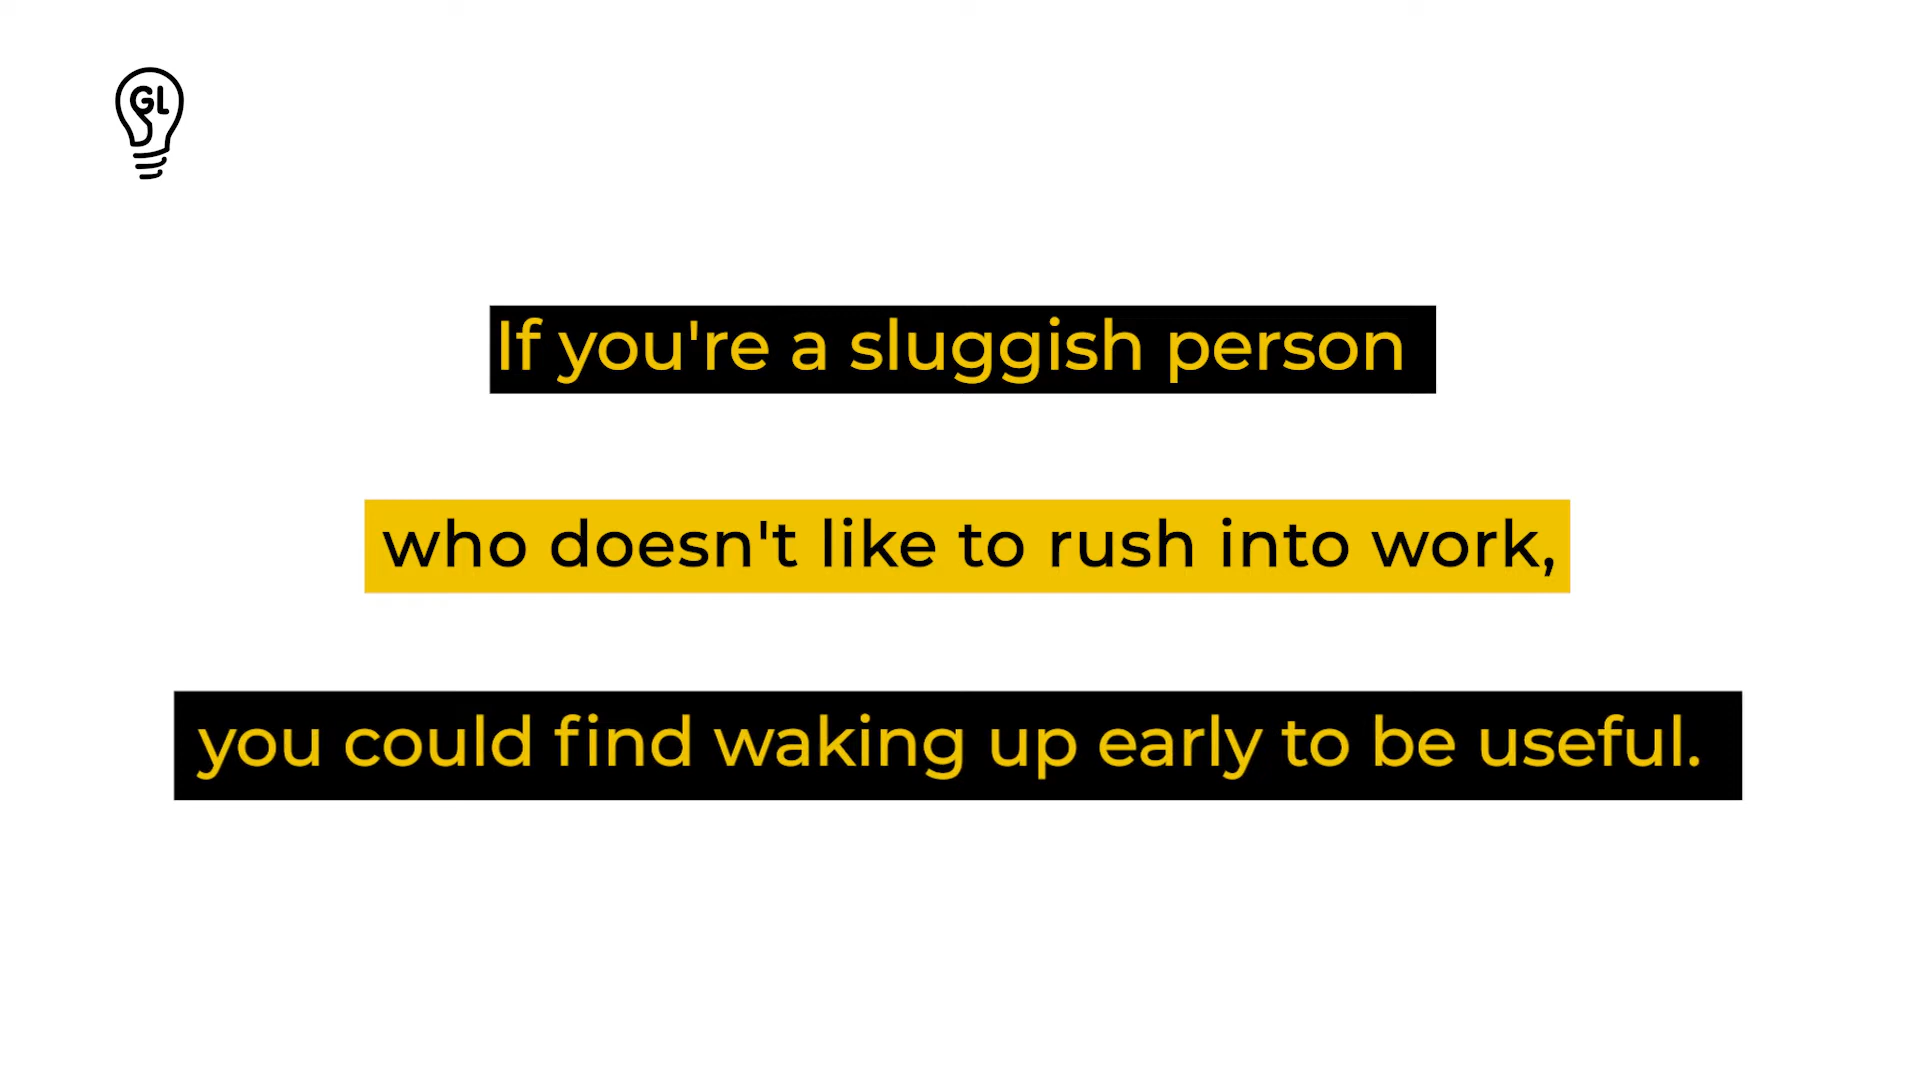 GL
If you're a sluggish person
who doesn't like to rush into work,
you could find waking up early to be useful.